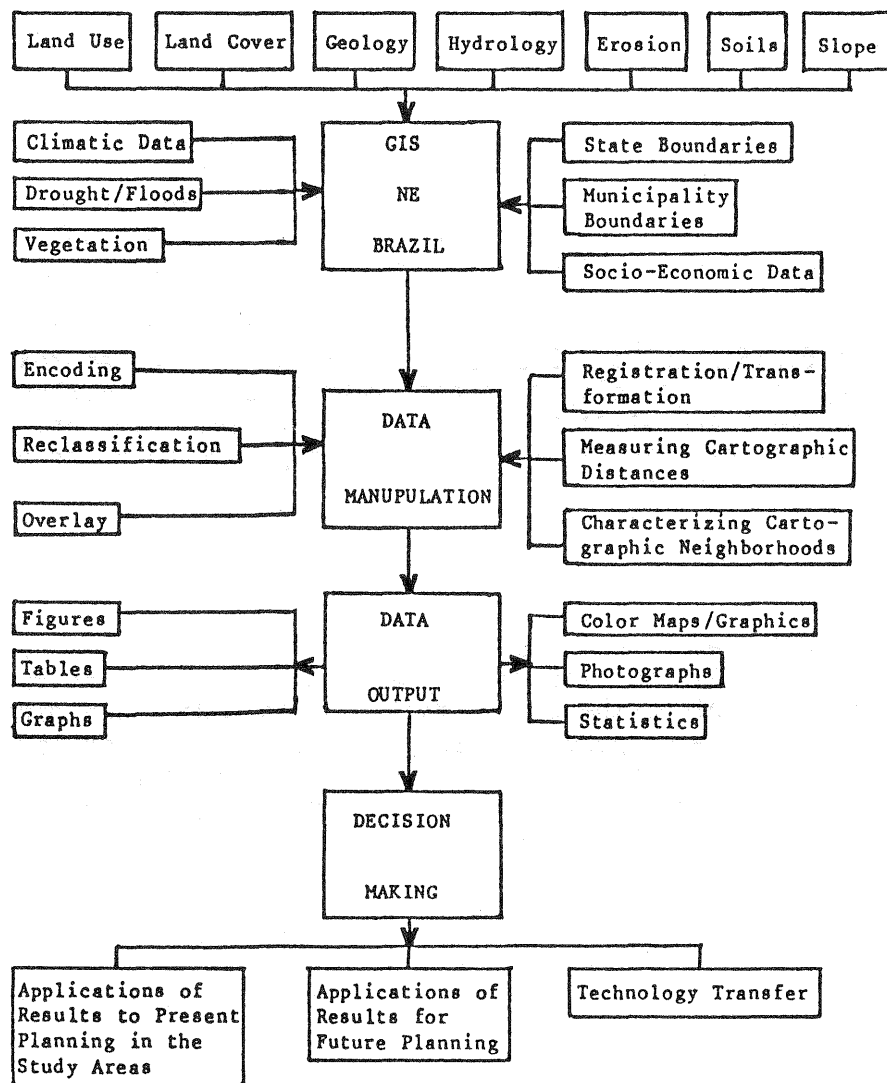 Land Use
Land Cover
Geology
Hydrology
Erosion
Soils
Slope
Climatic Data
Drought/Floods
Vegetation
GIS
NE
BRAZIL
State Boundaries
Municipality
Boundaries
Socio-Economic Data
Encoding
Reclassification
Overlay
DATA
MANUPULATION
Registration/Trans-
formation
Measuring Cartographic
Distances
Characterizing Carto-
graphic Neighborhoods
Figures
Tables
Graphs
DATA
OUTPUT
Color Maps/Graphics
Photographs
Statistics
DECISION
MAKING
Applications of
Results to Present
Planning in the
Study Areas
Applications of
Results for
Future Planning
Technology Transfer